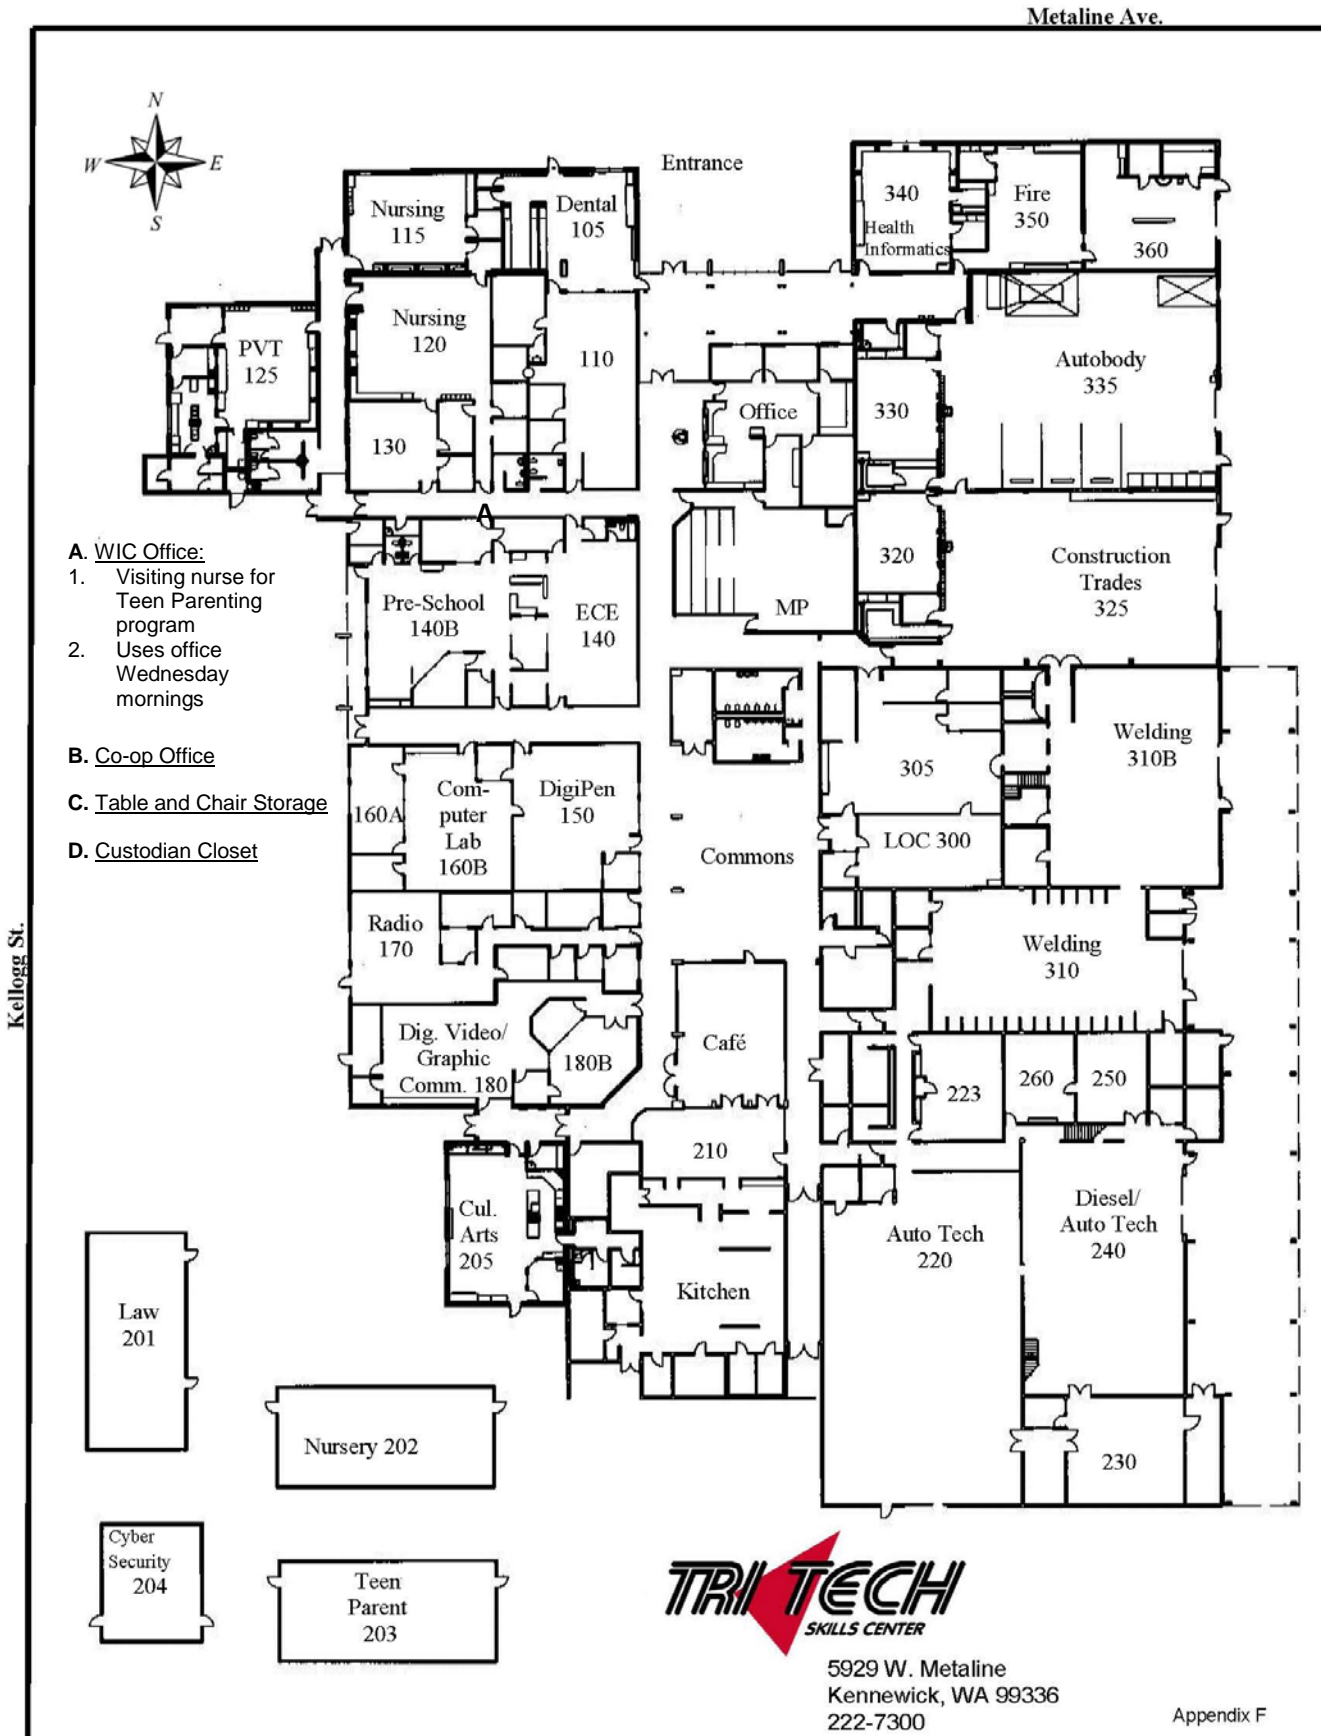 Metaline Ave.
N
W
E
S
Entrance
Nursing
115
Dental
105
340
Health
Informatics
Fire
350
360
PVT
125
Nursing
120
110
Office
330
Autobody
335
130
A
A. WIC Office:
1. Visiting nurse for
Teen Parenting
program
2. Uses office
Wednesday
mornings
B. Co-op Office
C. Table and Chair Storage
D. Custodian Closet
Pre-School
140B
ECE
140
MP
320
Construction
Trades
325
160A
Com-
puter
Lab
160B
DigiPen
150
Commons
305
LOC 300
Welding
310B
Kellogg St.
Radio
170
Welding
310
Dig. Video/
Graphic
Comm. 180
180B
Café
223
260
250
210
Cul.
Arts
205
Kitchen
Auto Tech
220
Diesel/
Auto Tech
240
230
Law
201
Nursery 202
Cyber
Security
204
Teen
Parent
203
TRI TECH
SKILLS CENTER
5929 W. Metaline
Kennewick, WA 99336
222-7300
Appendix F